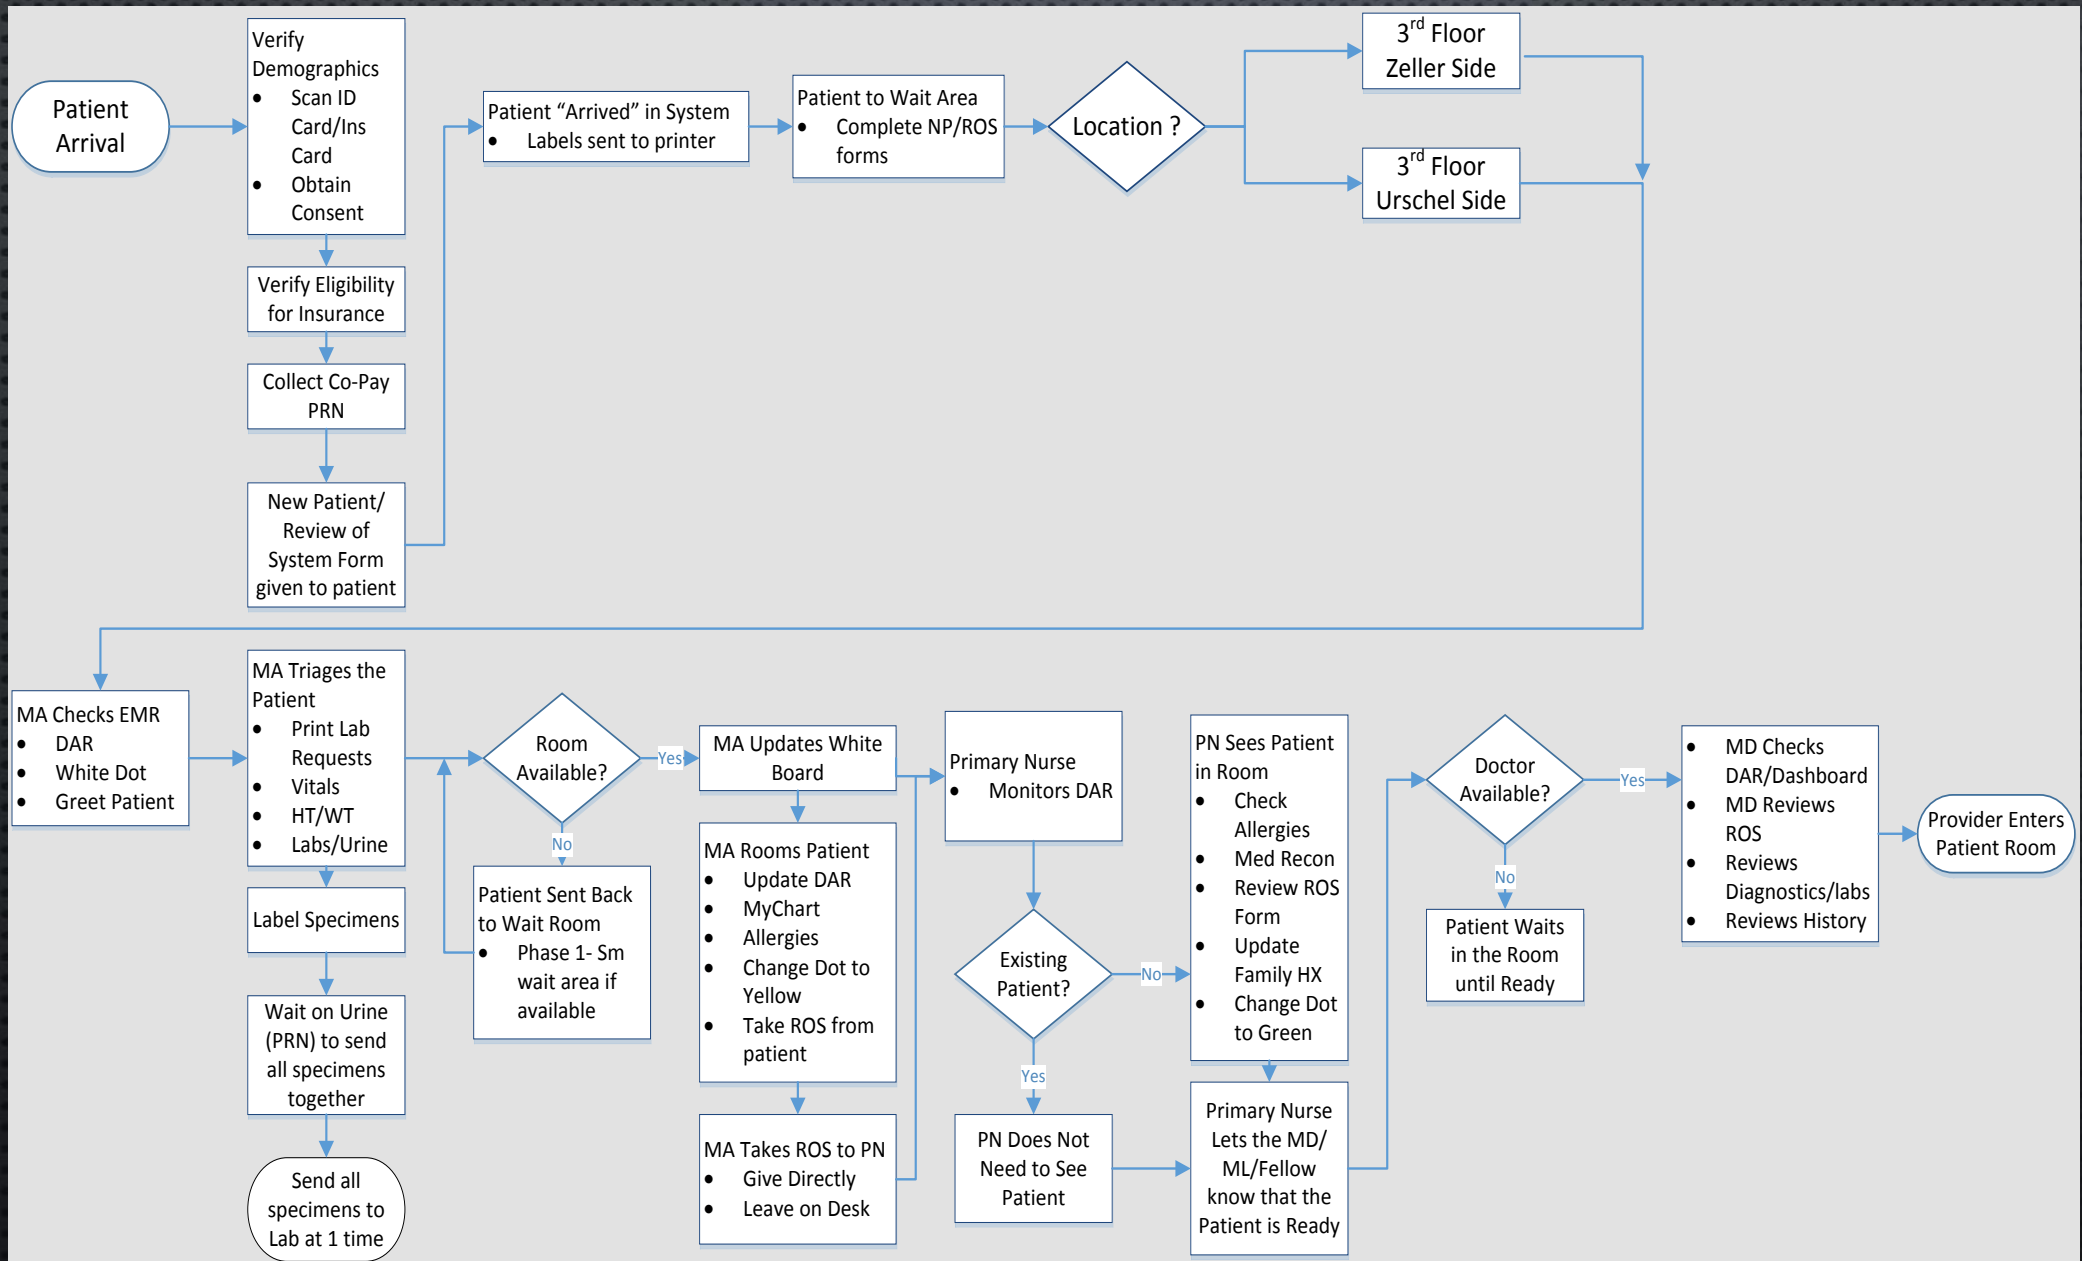 Patient
Arrival
Verify
Demographics
• Scan ID
Card/Ins
Card
• Obtain
Consent
Verify Eligibility
for Insurance
Collect Co-Pay
PRN
New Patient/
Review of
System Form
given to patient
Patient “Arrived” in System
• Labels sent to printer
Patient to Wait Area
• Complete NP/ROS
forms
Location ?
3rd Floor
Zeller Side
3rd Floor
Urschel Side
MA Checks EMR
• DAR
• White Dot
• Greet Patient
MA Triages the
Patient
• Print Lab
Requests
• Vitals
• HT/WT
• Labs/Urine
Label Specimens
Wait on Urine
(PRN) to send
all specimens
together
Send all
specimens to
Lab at 1 time
Room
Available?
Yes
No
Patient Sent Back
to Wait Room
• Phase 1- Sm
wait area if
available
MA Updates White
Board
MA Rooms Patient
• Update DAR
• MyChart
• Allergies
• Change Dot to
Yellow
• Take ROS from
patient
MA Takes ROS to PN
• Give Directly
• Leave on Desk
Primary Nurse
• Monitors DAR
Existing
Patient?
No
Yes
PN Does Not
Need to See
Patient
PN Sees Patient
in Room
• Check
Allergies
• Med Recon
• Review ROS
Form
• Update
Family HX
• Change Dot
to Green
Primary Nurse
Lets the MD/
ML/Fellow
know that the
Patient is Ready
Doctor
Available?
Yes
No
Patient Waits
in the Room
until Ready
• MD Checks
DAR/Dashboard
• MD Reviews
ROS
• Reviews
Diagnostics/labs
• Reviews History
Provider Enters
Patient Room